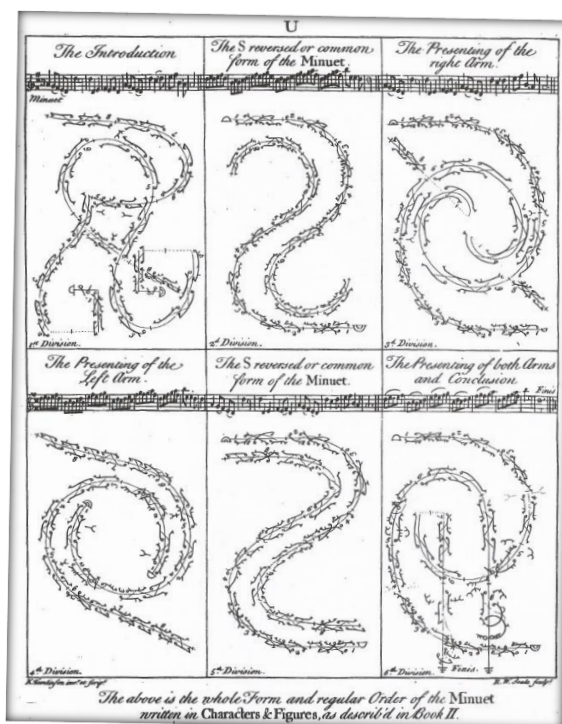 U
The Introduction
The S reversed or common
form of the Minuet.
The Presenting of the
right Arm.
Minuet
1st Division.
2d Division.
3d Division.
The Presenting of the
Left Arm.
The S reversed or common
form of the Minuet.
The Presenting of both Arms
and Conclusion
Finis
4th Division.
5th Division.
6th Division.
Finis.
The above is the whole Form and regular Order of the Minuet
written in Characters & Figures, as describ'd in Book II.